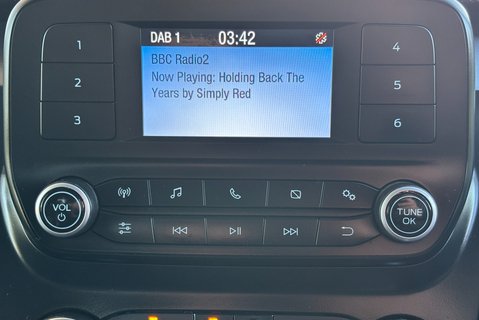 DAB 1 03:42
BBC Radio2
Now Playing: Holding Back The
Years by Simply Red
1
2
3
4
5
6
VOL
TUNE
OK